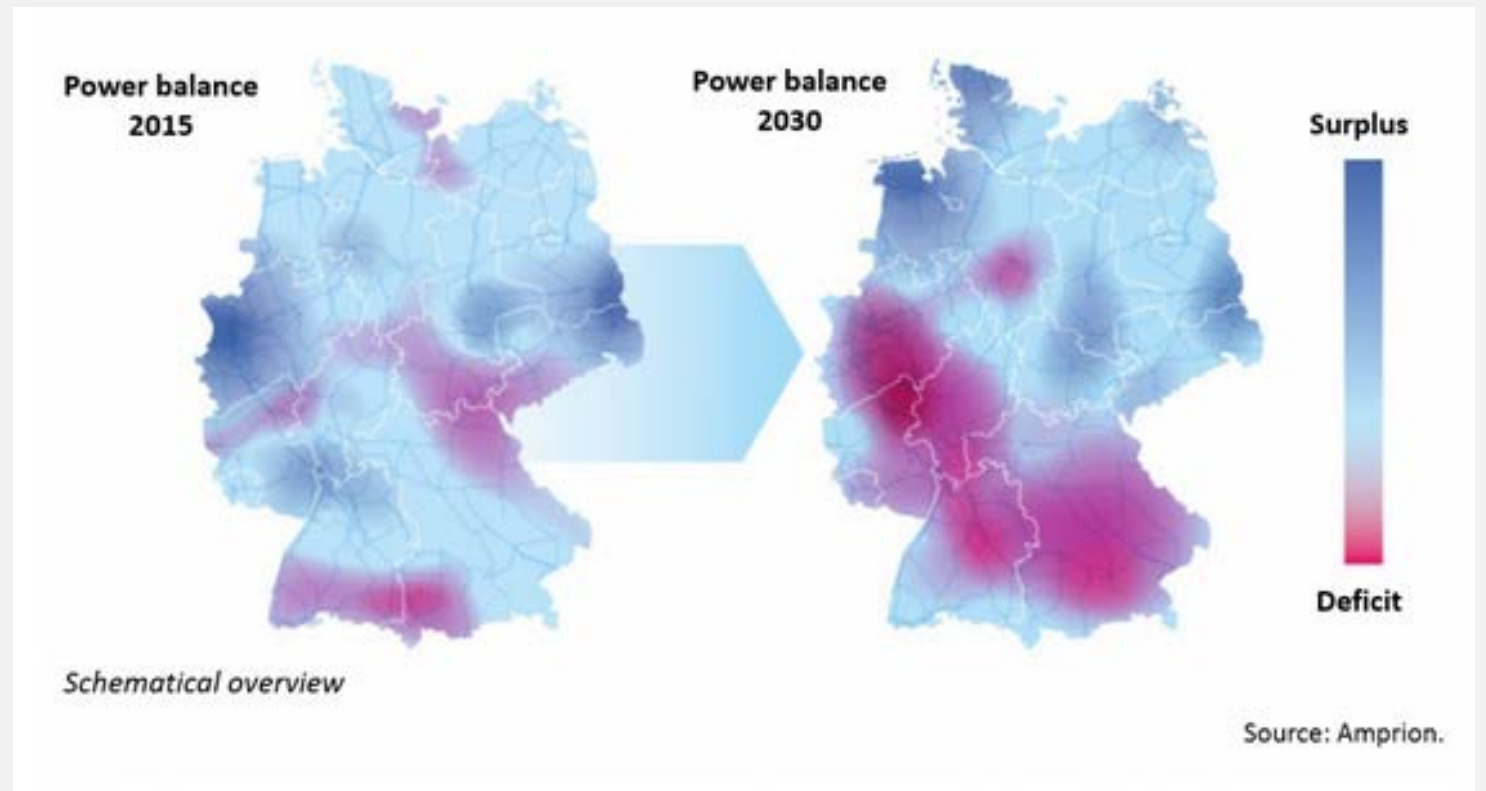 Power balance
2015
Power balance
2030
Surplus
Deficit
Schematical overview
Source: Amprion.